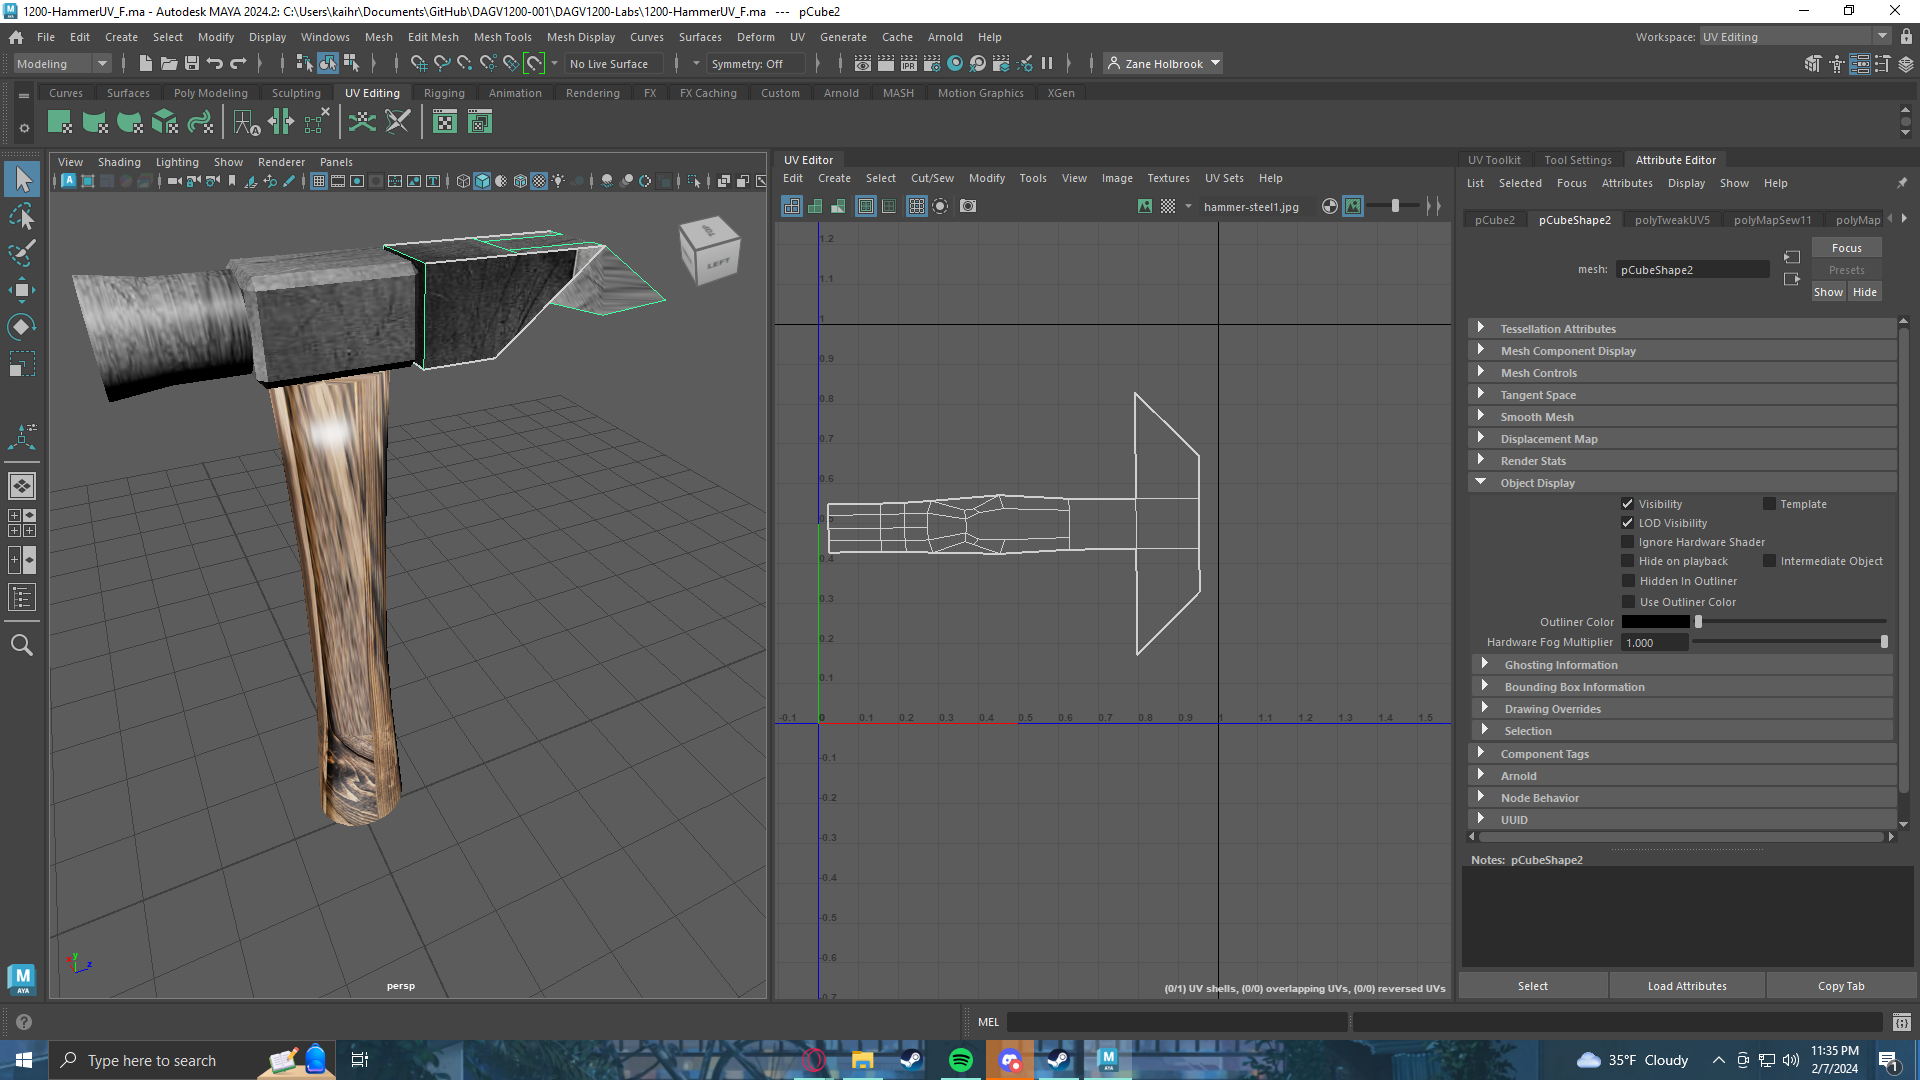 1200-HammerUV_F.ma - Autodesk MAYA 2024.2: C:\Users\kaihr\Documents\GitHub\DAGV1200-001\DAGV1200-Labs\1200-HammerUV_F.ma --- pCube2
File Edit Create Select Modify Display Windows Mesh Edit Mesh Mesh Tools Mesh Display Curves Surfaces Deform UV Generate Cache Arnold Help
Workspace: UV Editing
Modeling No Live Surface Symmetry: Off Zane Holbrook
Curves Surfaces Poly Modeling Sculpting UV Editing Rigging Animation Rendering FX FX Caching Custom Arnold MASH Motion Graphics XGen
View Shading Lighting Show Renderer Panels
TOP
LEFT
persp
UV Editor
Edit Create Select Cut/Sew Modify Tools View Image Textures UV Sets Help
hammer-steel1.jpg
1.2
1.1
1
0.9
0.8
0.7
0.6
0.5
0.4
0.3
0.2
0.1
-0.1 0 0.1 0.2 0.3 0.4 0.5 0.6 0.7 0.8 0.9 1 1.1 1.2 1.3 1.4 1.5
-0.1
-0.2
-0.3
-0.4
-0.5
-0.6
-0.7
(0/1) UV shells, (0/0) overlapping UVs, (0/0) reversed UVs
UV Toolkit Tool Settings Attribute Editor
List Selected Focus Attributes Display Show Help
pCube2 pCubeShape2 polyTweakUV5 polyMapSew11 polyMap
Focus
mesh: pCubeShape2
Presets
Show Hide
Tessellation Attributes
Mesh Component Display
Mesh Controls
Tangent Space
Smooth Mesh
Displacement Map
Render Stats
Object Display
Visibility Template
LOD Visibility
Ignore Hardware Shader
Hide on playback Intermediate Object
Hidden In Outliner
Use Outliner Color
Outliner Color
Hardware Fog Multiplier 1.000
Ghosting Information
Bounding Box Information
Drawing Overrides
Selection
Component Tags
Arnold
Node Behavior
UUID
Notes: pCubeShape2
Select Load Attributes Copy Tab
MEL
Type here to search
35°F Cloudy
11:35 PM
2/7/2024